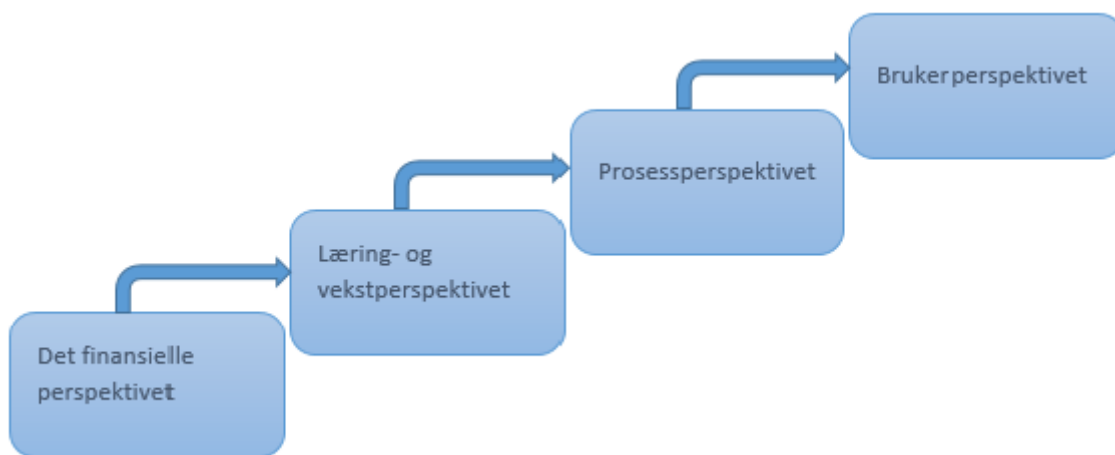 Brukerperspektivet
Prosessperspektivet
Læring- og
vekstperspektivet
Det finansielle
perspektivet